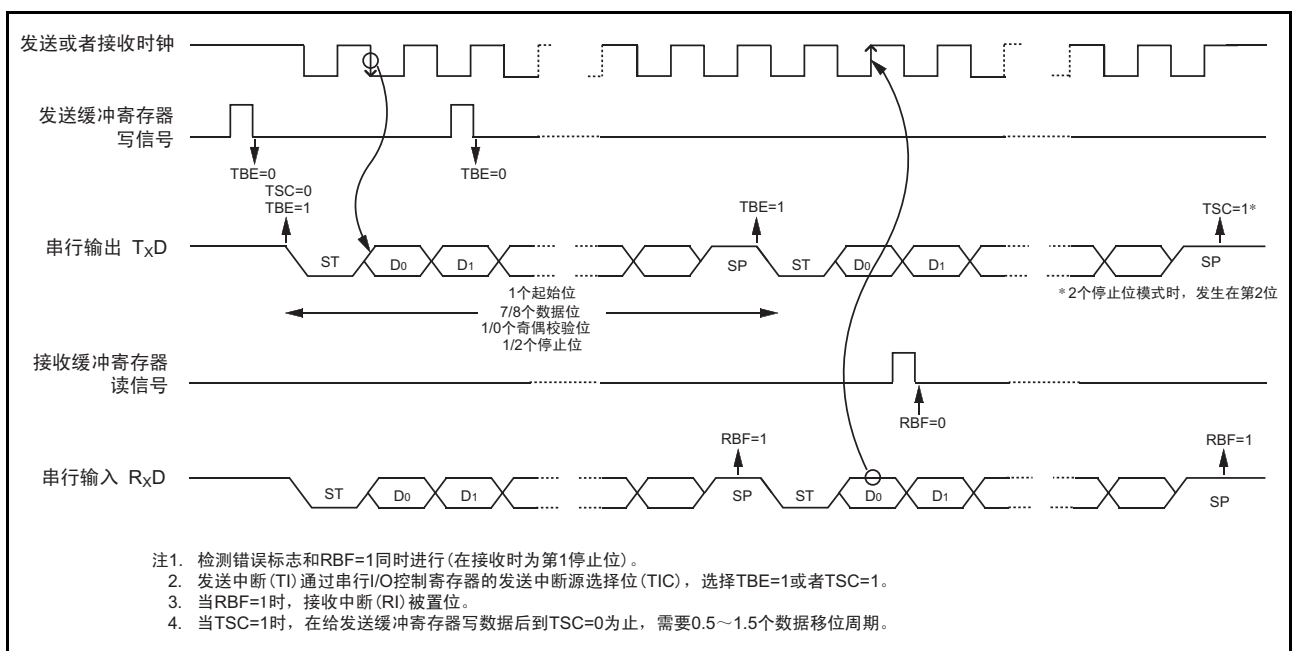 发送或者接收时钟
发送缓冲寄存器
写信号
TBE=0
TSC=0
TBE=1
TBE=0
串行输出 TXD
ST
D0
D1
TBE=1
SP
ST
D0
D1
TSC=1*
SP
1个起始位
7/8个数据位
1/0个奇偶校验位
1/2个停止位
*2个停止位模式时，发生在第2位
接收缓冲寄存器
读信号
RBF=0
串行输入 RXD
ST
D0
D1
RBF=1
SP
ST
D0
D1
RBF=1
SP
注1. 检测错误标志和RBF=1同时进行(在接收时为第1停止位)。
2. 发送中断(TI)通过串行I/O控制寄存器的发送中断源选择位(TIC)，选择TBE=1或者TSC=1。
3. 当RBF=1时，接收中断(RI)被置位。
4. 当TSC=1时，在给发送缓冲寄存器写数据后到TSC=0为止，需要0.5～1.5个数据移位周期。